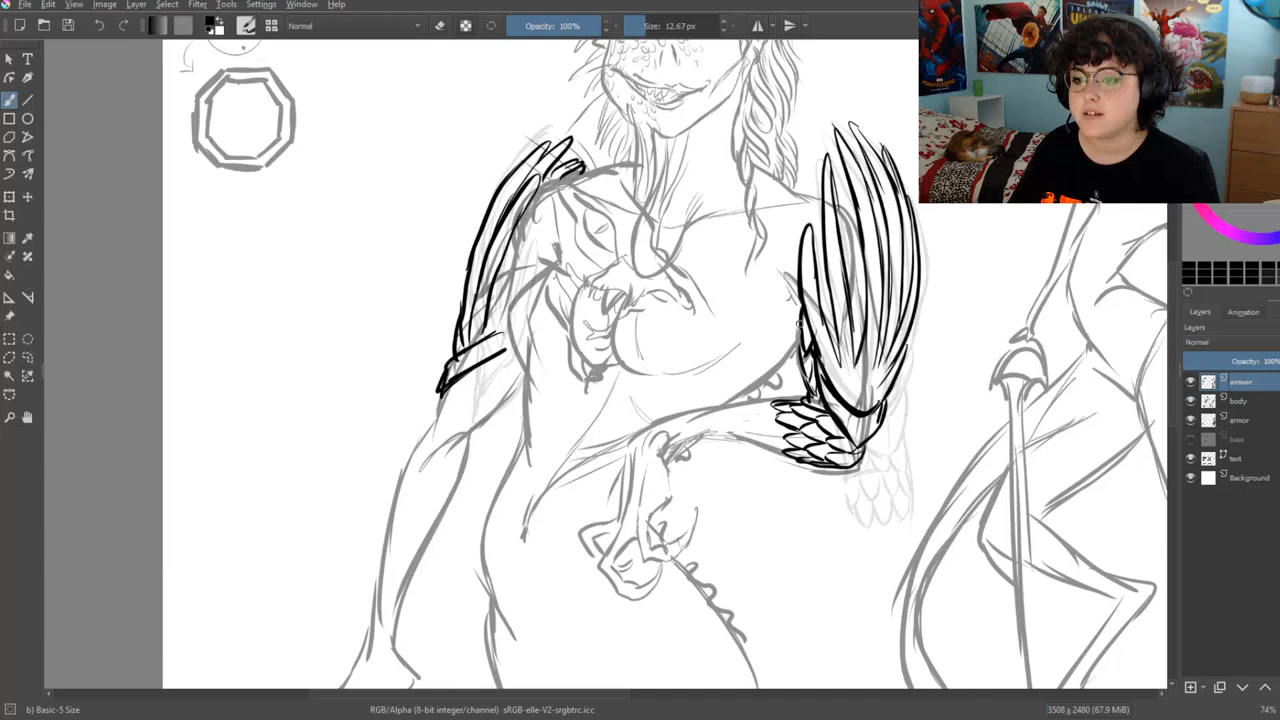 File Edit View Image Layer Select Filter Tools Settings Window Help
Normal Opacity: 100% Size: 12.67 px
Layers Animation
Layers
Normal
Opacity: 100%
armor
body
armor
base
text
Background
b) Basic-5 Size RGB/Alpha (8-bit integer/channel) sRGB-elle-V2-srgbtrc.icc 3508 x 2480 (67.9 MiB) 74%